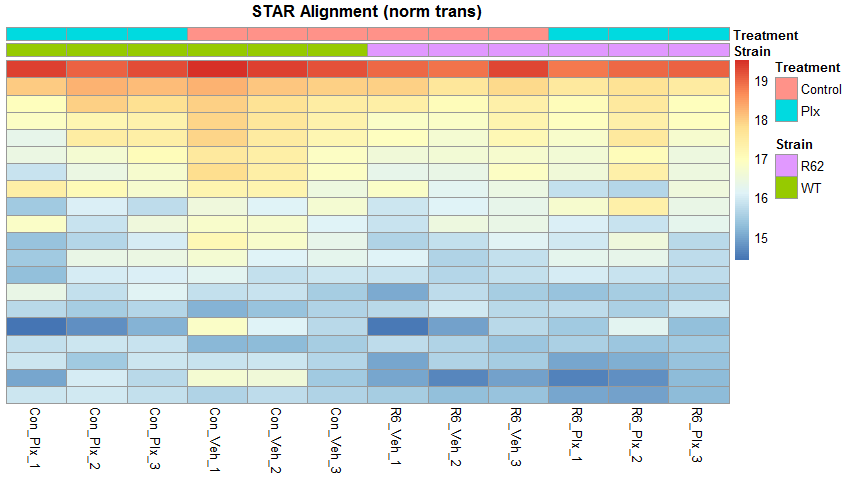 STAR Alignment (norm trans)
Treatment
Strain
Treatment
Control
Plx
Strain
R62
WT
19
18
17
16
15
Con_Plx_1
Con_Plx_2
Con_Plx_3
Con_Veh_1
Con_Veh_2
Con_Veh_3
R6_Veh_1
R6_Veh_2
R6_Veh_3
R6_Plx_1
R6_Plx_2
R6_Plx_3